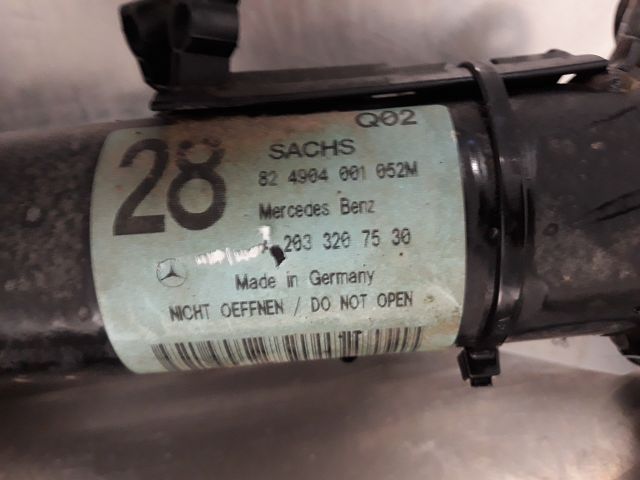 Q02
28
SACHS
82 4904 001 052M
Mercedes Benz
203 320 75 30
Made in Germany
NICHT OEFFNEN / DO NOT OPEN